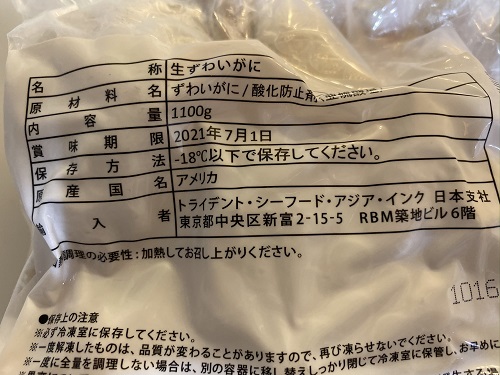 名称 生ずわいがに
原材料名 ずわいがに/酸化防止剤
内容量 1100g
賞味期限 2021年7月1日
保存方法 -18℃以下で保存してください。
原産国名 アメリカ
輸入者 トライデント・シーフード・アジア・インク 日本支社
東京都中央区新富2-15-5 RBM築地ビル6階
調理の必要性:加熱してお召し上がりください。
1016
●保存上の注意
※必ず冷凍室に保存してください。
※一度解凍したものは、品質が変わることがありますので、再び凍らせないでください。
※一度に全量を調理しない場合は、別の容器に移し替えしっかり閉じて冷凍室に保管し、お早めに